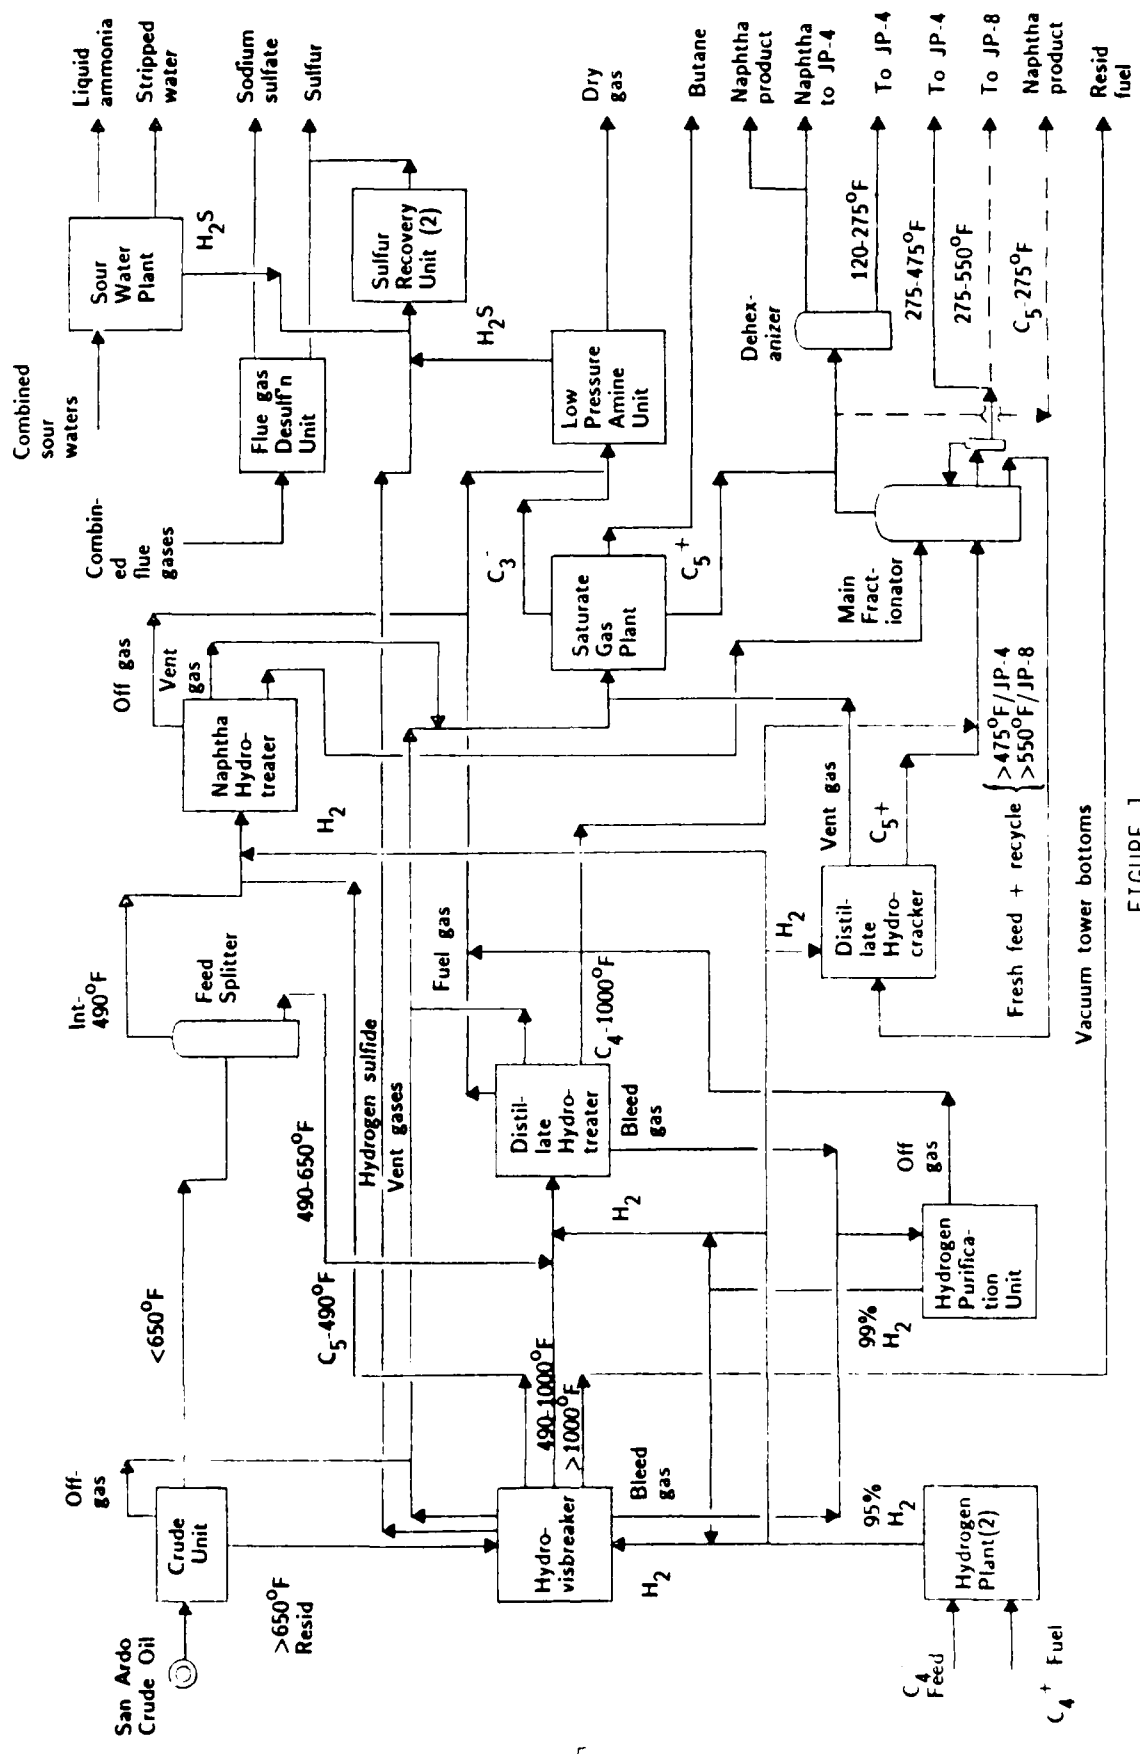 San Ardo
Crude Oil
Crude
Unit
Off-
gas
>650°F
Resid
<650°F
Int-
490°F
Feed
Splitter
490-650°F
C5-490°F
Hydrogen sulfide
Vent gases
Naphtha
Hydro-
treater
H2
Off gas
Vent
gas
Combined
sour
waters
Sour
Water
Plant
H2S
Liquid
ammonia
Stripped
water
Combin-
ed
flue
gases
Flue gas
Desulf'n
Unit
Sodium
sulfate
Sulfur
Sulfur
Recovery
Unit (2)
H2S
Hydro-
visbreaker
490-1000°F
>1000°F
Bleed
gas
H2
Distil-
late
Hydro-
treater
Fuel gas
C4-1000°F
Bleed
gas
H2
C3-
Saturate
Gas
Plant
C5+
Low
Pressure
Amine
Unit
Dry
gas
Butane
Naphtha
product
Naphtha
to JP-4
To JP-4
To JP-4
To JP-8
Naphtha
product
Resid
fuel
Dehex-
anizer
120-275°F
275-475°F
275-550°F
C5-275°F
Main
Fract-
ionator
H2
Distil-
late
Hydro-
cracker
Vent gas
C5+
Fresh feed + recycle
>475°F/JP-4
>550°F/JP-8
Vacuum tower bottoms
Hydrogen
Purifica-
tion
Unit
Off
gas
99%
H2
95%
H2
Hydrogen
Plant(2)
C4
Feed
C4+ Fuel
FIGURE 1
5